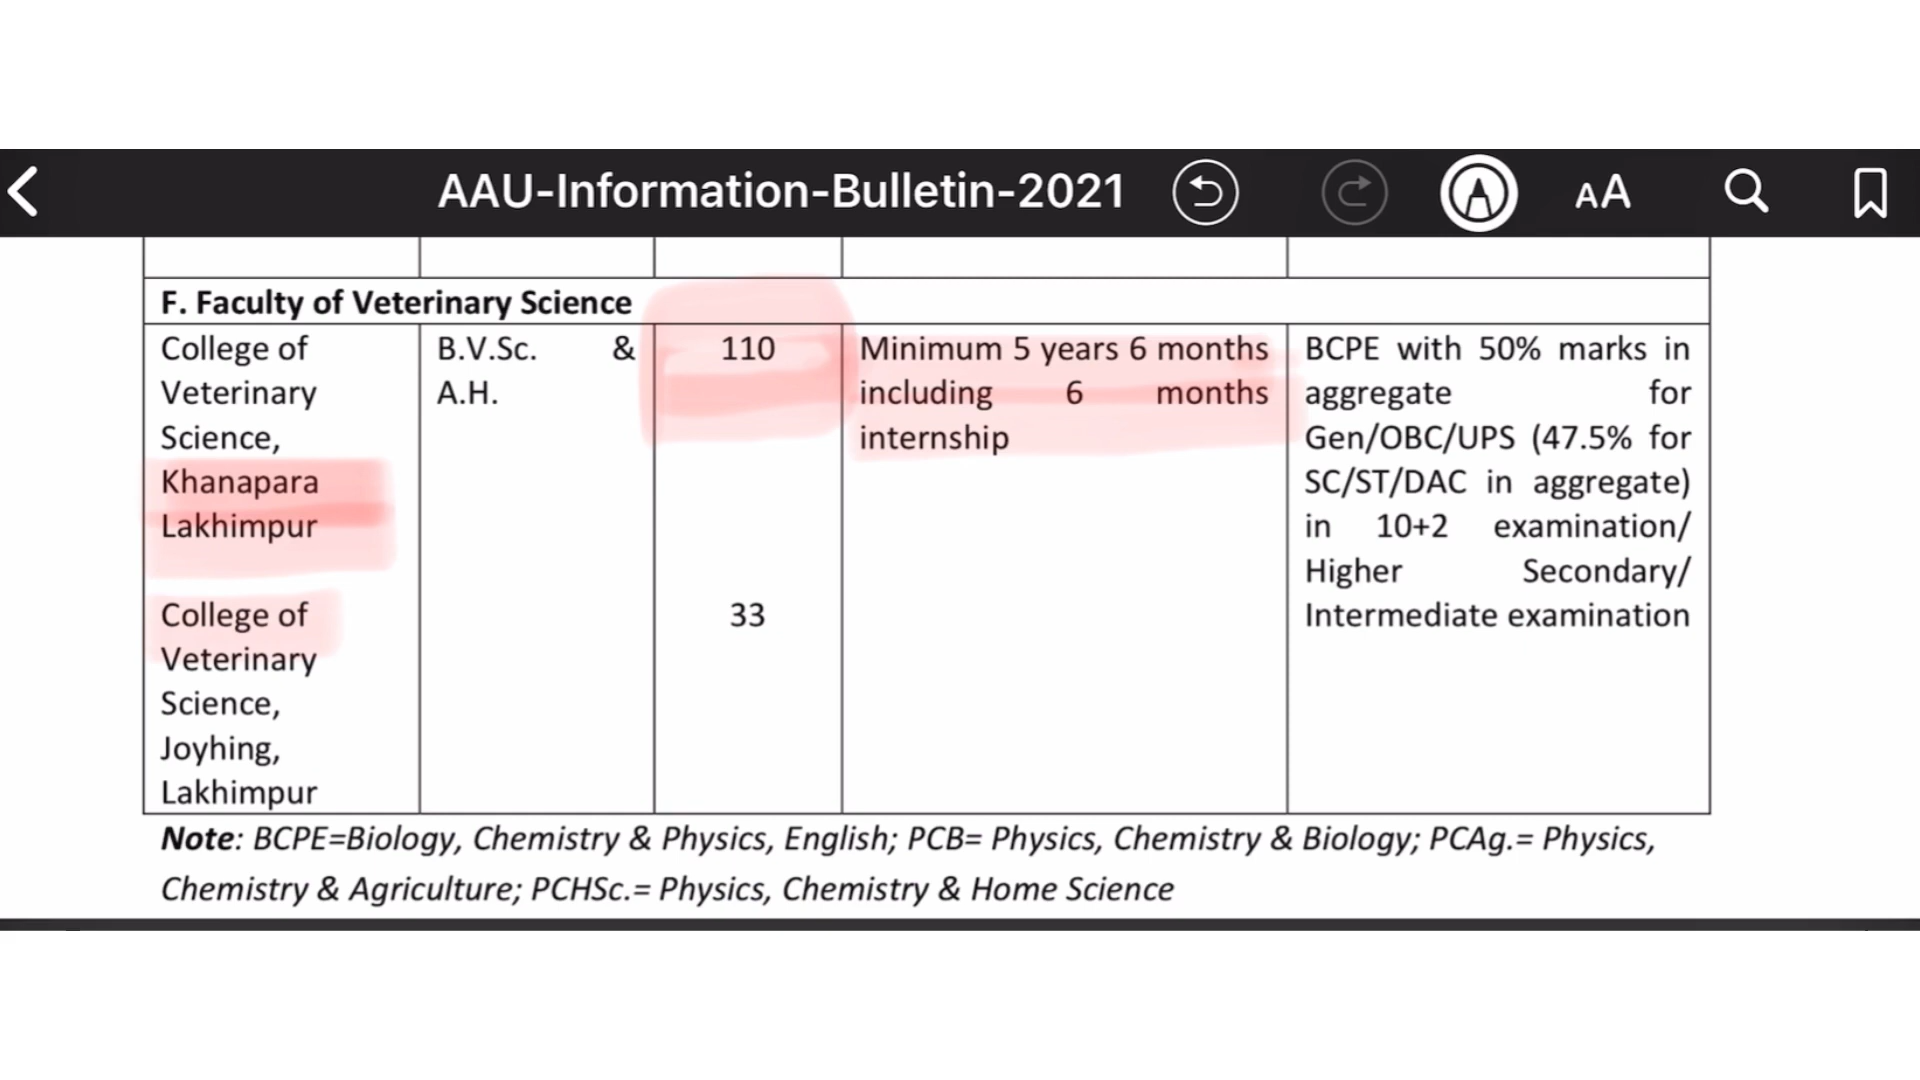 AAU-Information-Bulletin-2021
AA
F. Faculty of Veterinary Science
College of
Veterinary
Science,
Khanapara
Lakhimpur
B.V.Sc. &
A.H.
110
Minimum 5 years 6 months
including 6 months
internship
BCPE with 50% marks in
aggregate for
Gen/OBC/UPS (47.5% for
SC/ST/DAC in aggregate)
in 10+2 examination/
Higher Secondary/
Intermediate examination
College of
Veterinary
Science,
Joyhing,
Lakhimpur
33
Note: BCPE=Biology, Chemistry & Physics, English; PCB= Physics, Chemistry & Biology; PCAg.= Physics,
Chemistry & Agriculture; PCHSc.= Physics, Chemistry & Home Science